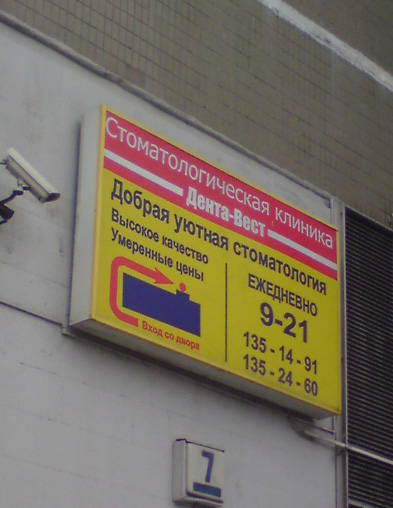 Стоматологическая клиника
Дента-Вест
Добрая уютная стоматология
Высокое качество
Умеренные цены
Вход со двора
ЕЖЕДНЕВНО
9-21
135 - 14 - 91
135 - 24 - 60
7